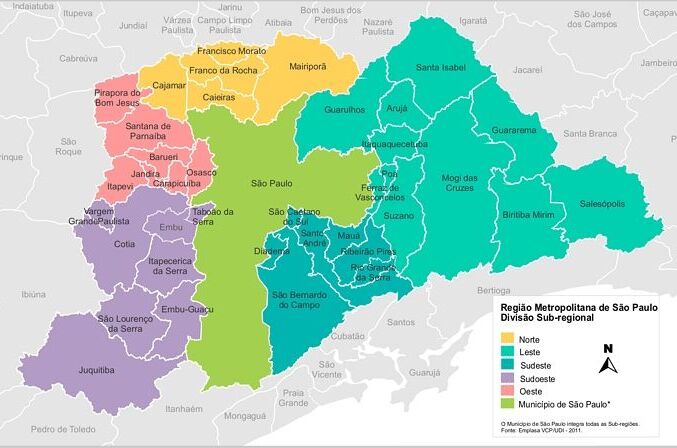 Indaiatuba
Itupeva
Jundiaí
Várzea
Paulista
Jarinu
Campo Limpo
Paulista
Atibaia
Bom Jesus dos
Perdões
Nazaré
Paulista
Igaratá
São José
dos Campos
Caçapava
Cabreúva
Jacareí
Jambeiro
Francisco Morato
Mairiporã
Franco da Rocha
Cajamar
Caieiras
Santa Isabel
Pirapora do
Bom Jesus
Guarulhos
Arujá
Guararema
Santa Branca
Santana de
Parnaíba
São
Roque
Itaquaquecetuba
Barueri
Jandira
Osasco
Carapicuíba
Itapevi
São Paulo
Poá
Ferraz de
Vasconcelos
Mogi das
Cruzes
Salesópolis
Biritiba Mirim
Suzano
Vargem
Grande Paulista
Taboão da
Serra
São Caetano
do Sul
Embu
Cotia
Santo
André
Mauá
Diadema
Ribeirão Pires
Itapecerica
da Serra
Rio Grande
da Serra
São Bernardo
do Campo
Ibiúna
Bertioga
Embu-Guaçu
São Lourenço
da Serra
Santos
Cubatão
Juquitiba
São
Vicente
Guarujá
Praia
Grande
Itanhaém
Mongaguá
Pedro de Toledo
Região Metropolitana de São Paulo
Divisão Sub-regional
Norte
Leste
Sudeste
Sudoeste
Oeste
Município de São Paulo*
N
O Município de São Paulo integra todas as Sub-regiões.
Fonte: Emplasa VCP/UDI - 2011.